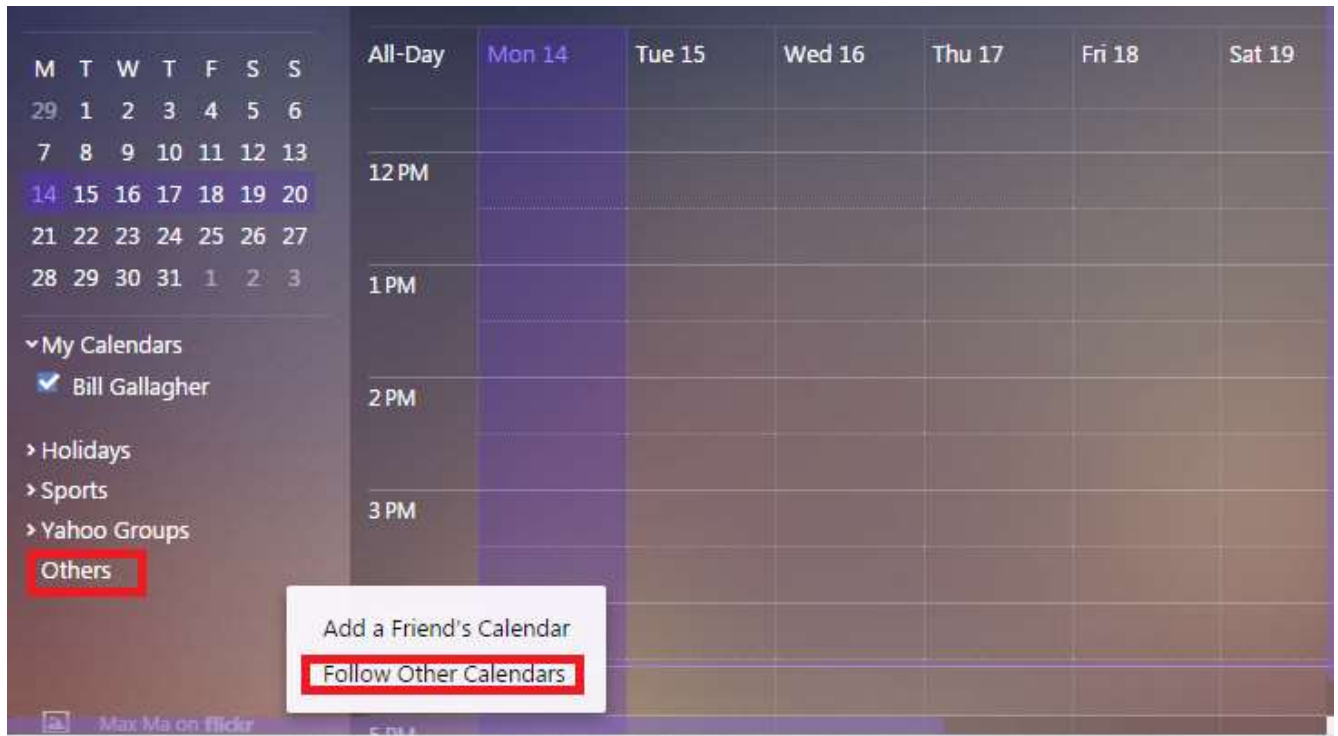 M T W T F S S
29 1 2 3 4 5 6
7 8 9 10 11 12 13
14 15 16 17 18 19 20
21 22 23 24 25 26 27
28 29 30 31 1 2 3
My Calendars
Bill Gallagher
Holidays
Sports
Yahoo Groups
Others
Max Ma on flickr
All-Day Mon 14 Tue 15 Wed 16 Thu 17 Fri 18 Sat 19
12 PM
1 PM
2 PM
3 PM
Add a Friend's Calendar
Follow Other Calendars
5 PM